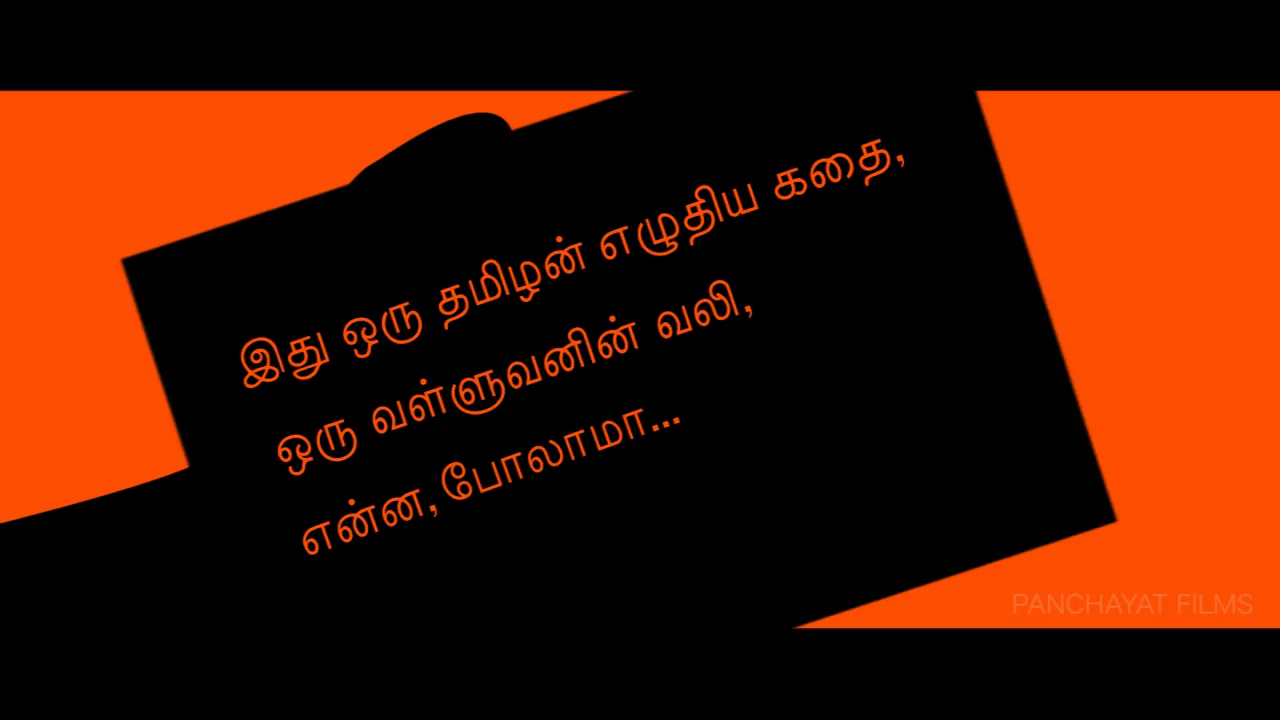 இது ஒரு தமிழன் எழுதிய கதை,
ஒரு வள்ளுவனின் வலி,
என்ன,போலாமா...
PANCHAYAT FILMS